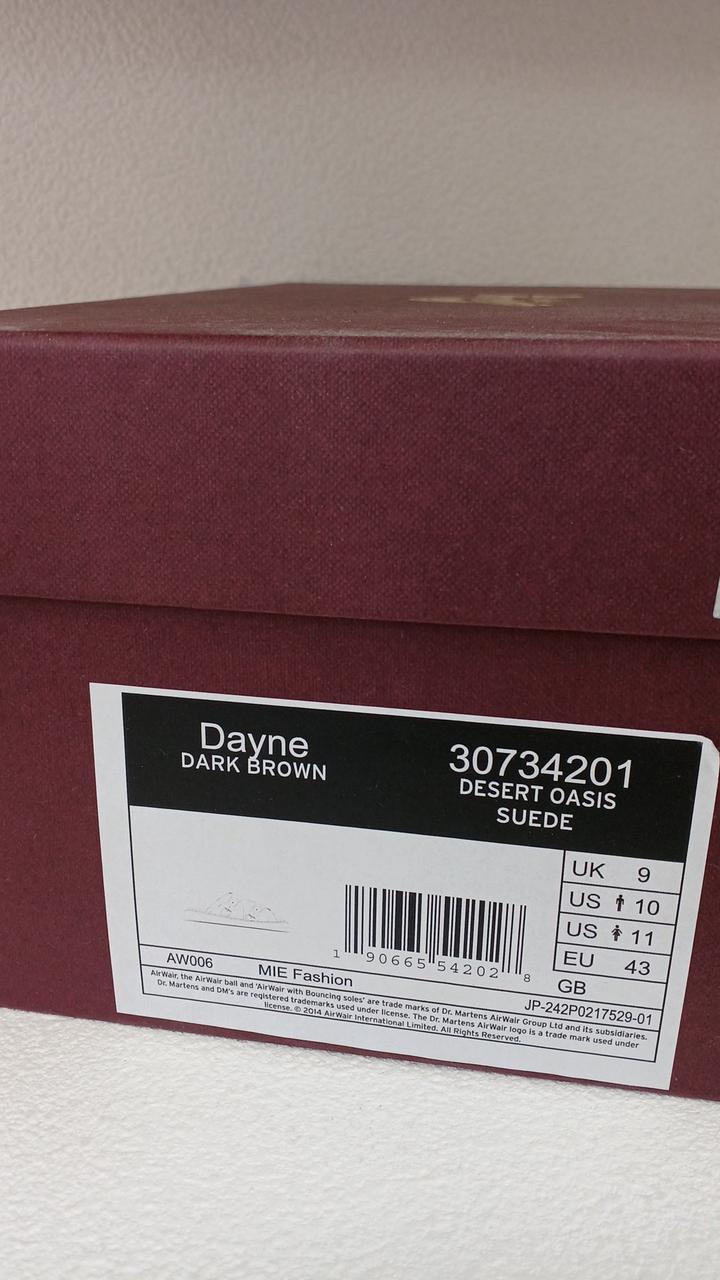 Dayne
DARK BROWN
30734201
DESERT OASIS
SUEDE
UK 9
US 10
US 11
EU 43
GB
1 90665 54202 8
AW006
MIE Fashion
JP-242P0217529-01
AirWair, the AirWair ball and 'AirWair with Bouncing soles' are trade marks of Dr. Martens AirWair Group Ltd and its subsidiaries.
Dr. Martens and DM's are registered trademarks used under license. The Dr. Martens AirWair logo is a trade mark used under
license. © 2014 AirWair International Limited. All Rights Reserved.